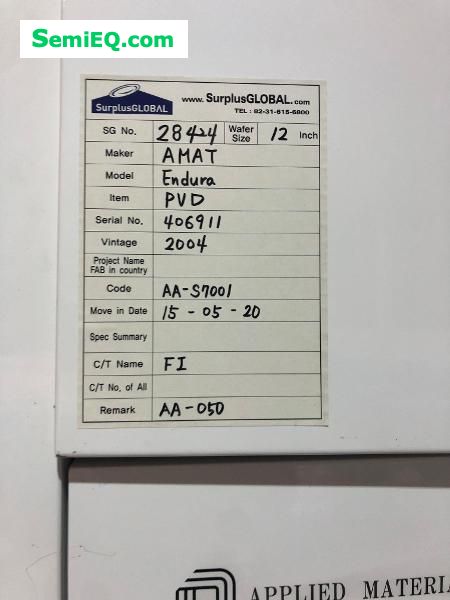 SemiEQ.com
SurplusGLOBAL
www. SurplusGLOBAL.com
TEL : 82-31-615-6800
SG No. 28424 Wafer Size 12 Inch
Maker AMAT
Model Endura
Item PVD
Serial No. 406911
Vintage 2004
Project Name
FAB in country
Code AA-S7001
Move in Date 15-05-20
Spec Summary
C/T Name FI
C/T No. of All
Remark AA-050
APPLIED MATERIA